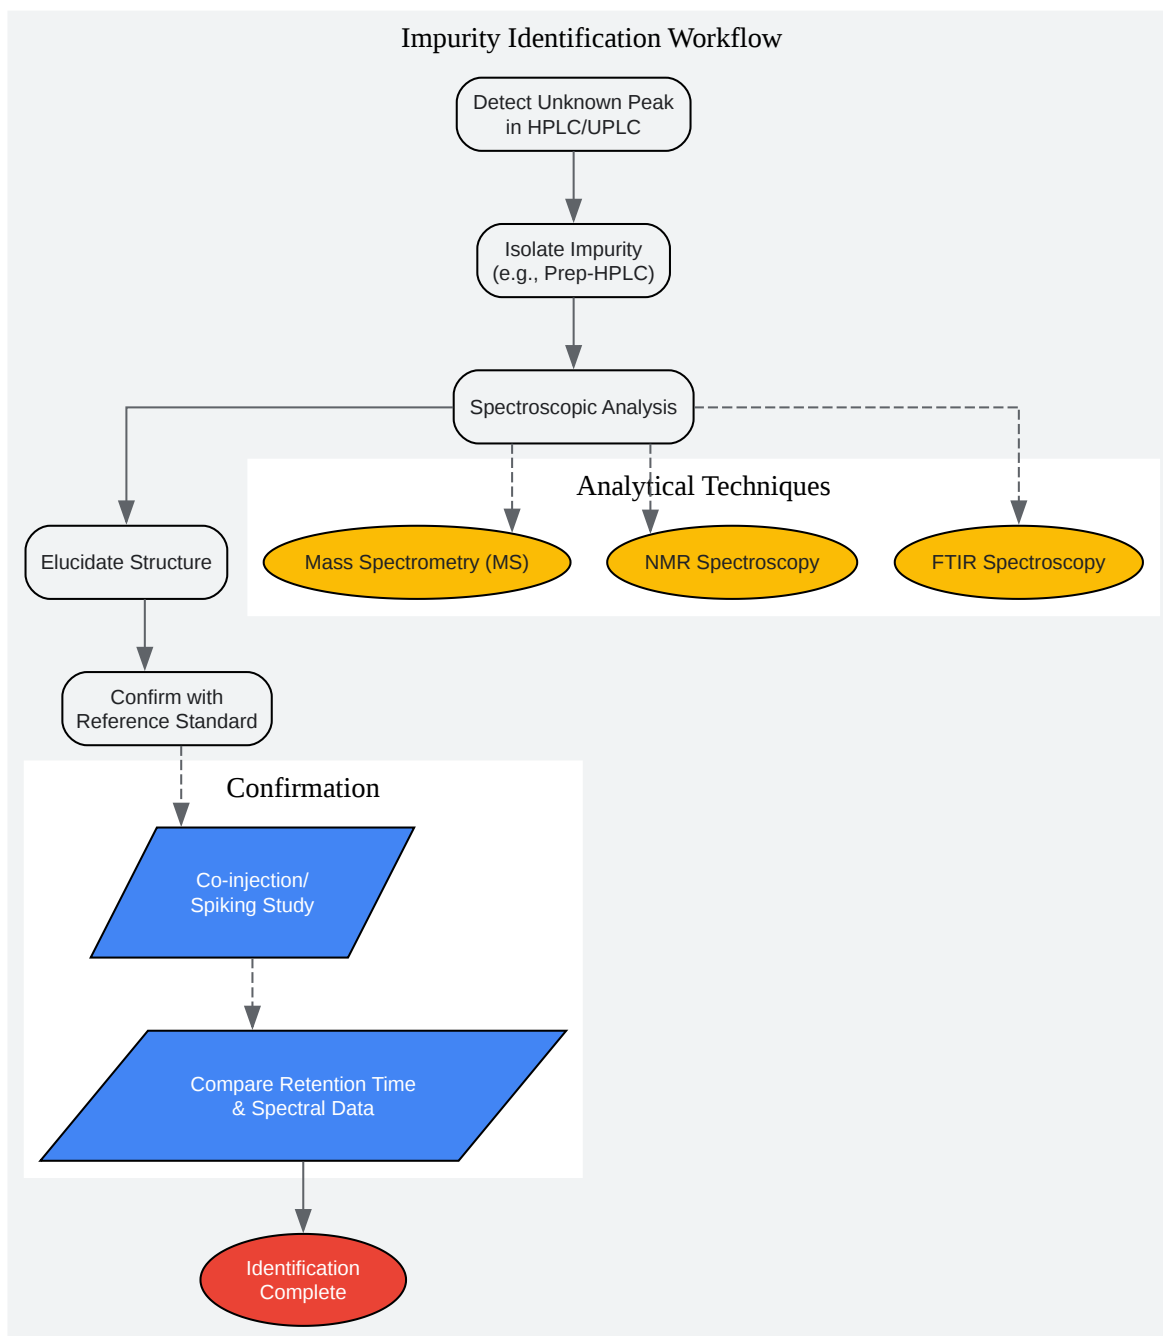 Impurity Identification Workflow
Detect Unknown Peak
in HPLC/UPLC
Isolate Impurity
(e.g., Prep-HPLC)
Spectroscopic Analysis
Analytical Techniques
Elucidate Structure
Mass Spectrometry (MS)
NMR Spectroscopy
FTIR Spectroscopy
Confirm with
Reference Standard
Confirmation
Co-injection/
Spiking Study
Compare Retention Time
& Spectral Data
Identification
Complete